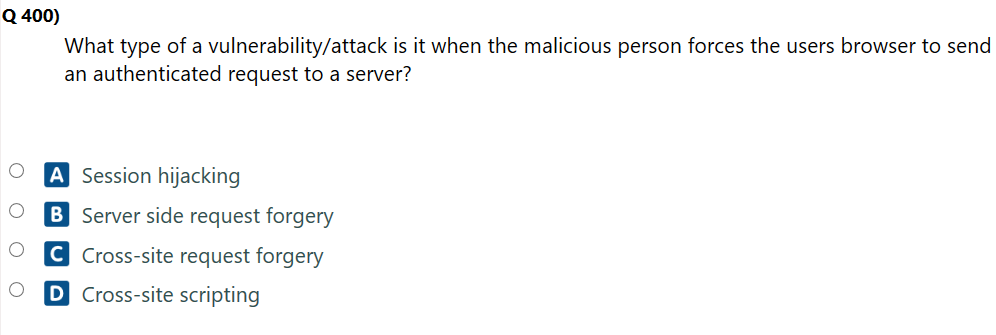 Q 400)
What type of a vulnerability/attack is it when the malicious person forces the users browser to send
an authenticated request to a server?
A Session hijacking
B Server side request forgery
C Cross-site request forgery
D Cross-site scripting